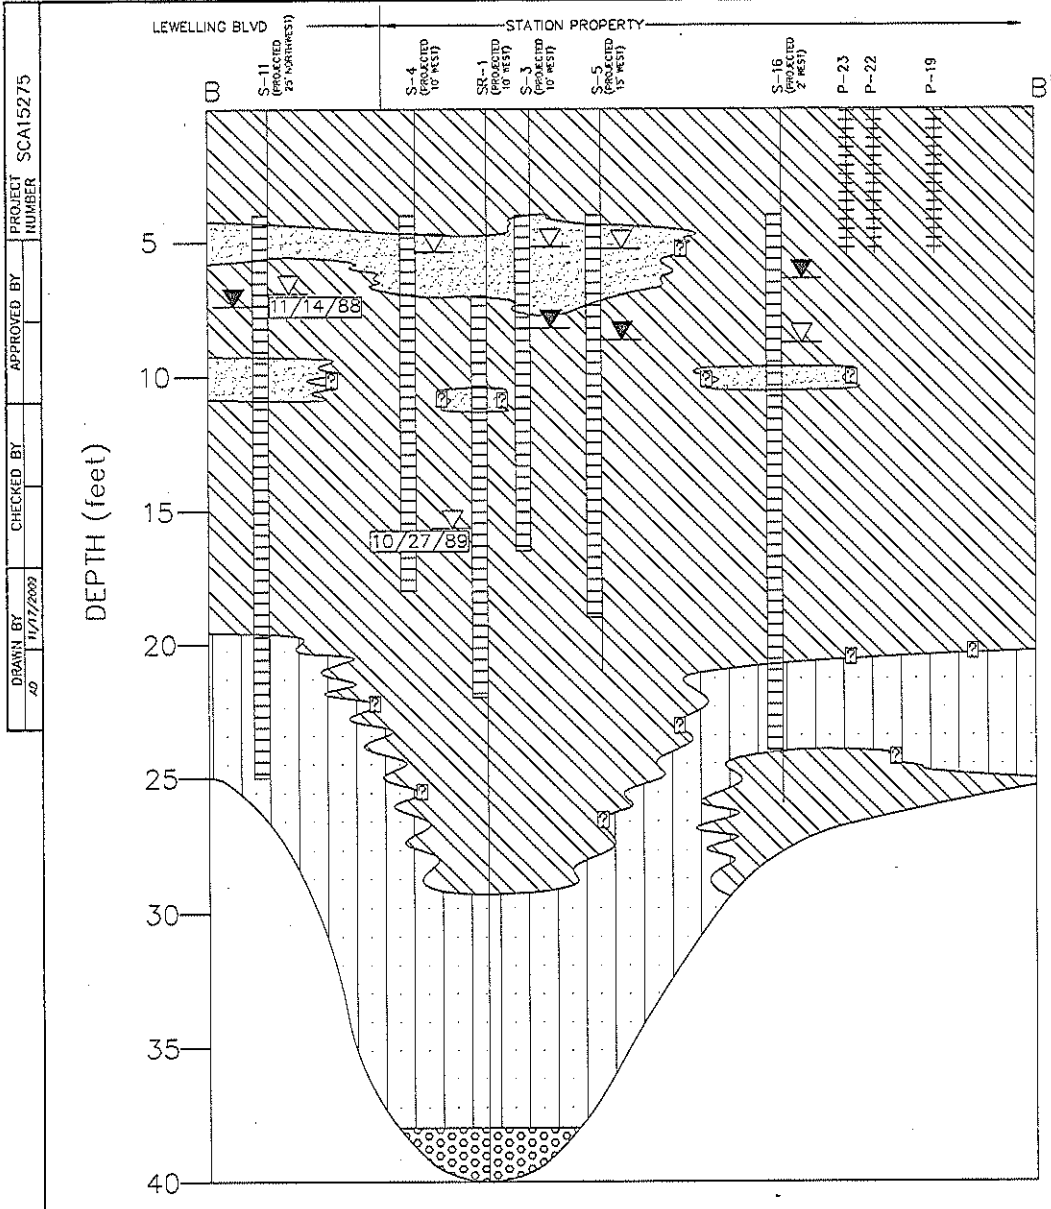 LEWELLING BLVD
STATION PROPERTY
B
S-11
(PROJECTED
25' NORTHWEST)
S-4
(PROJECTED
10' WEST)
SR-1
(PROJECTED
10' WEST)
S-3
(PROJECTED
10' WEST)
S-5
(PROJECTED
15' WEST)
S-16
(PROJECTED
2' WEST)
P-23
P-22
P-19
B'
PROJECT
NUMBER
SCA15275
APPROVED BY
CHECKED BY
DRAWN BY
AO 11/17/2009
DEPTH (feet)
5
?
11/14/88
10
?
?
?
?
?
15
10/27/89
20
?
?
?
?
?
25
?
?
30
35
40